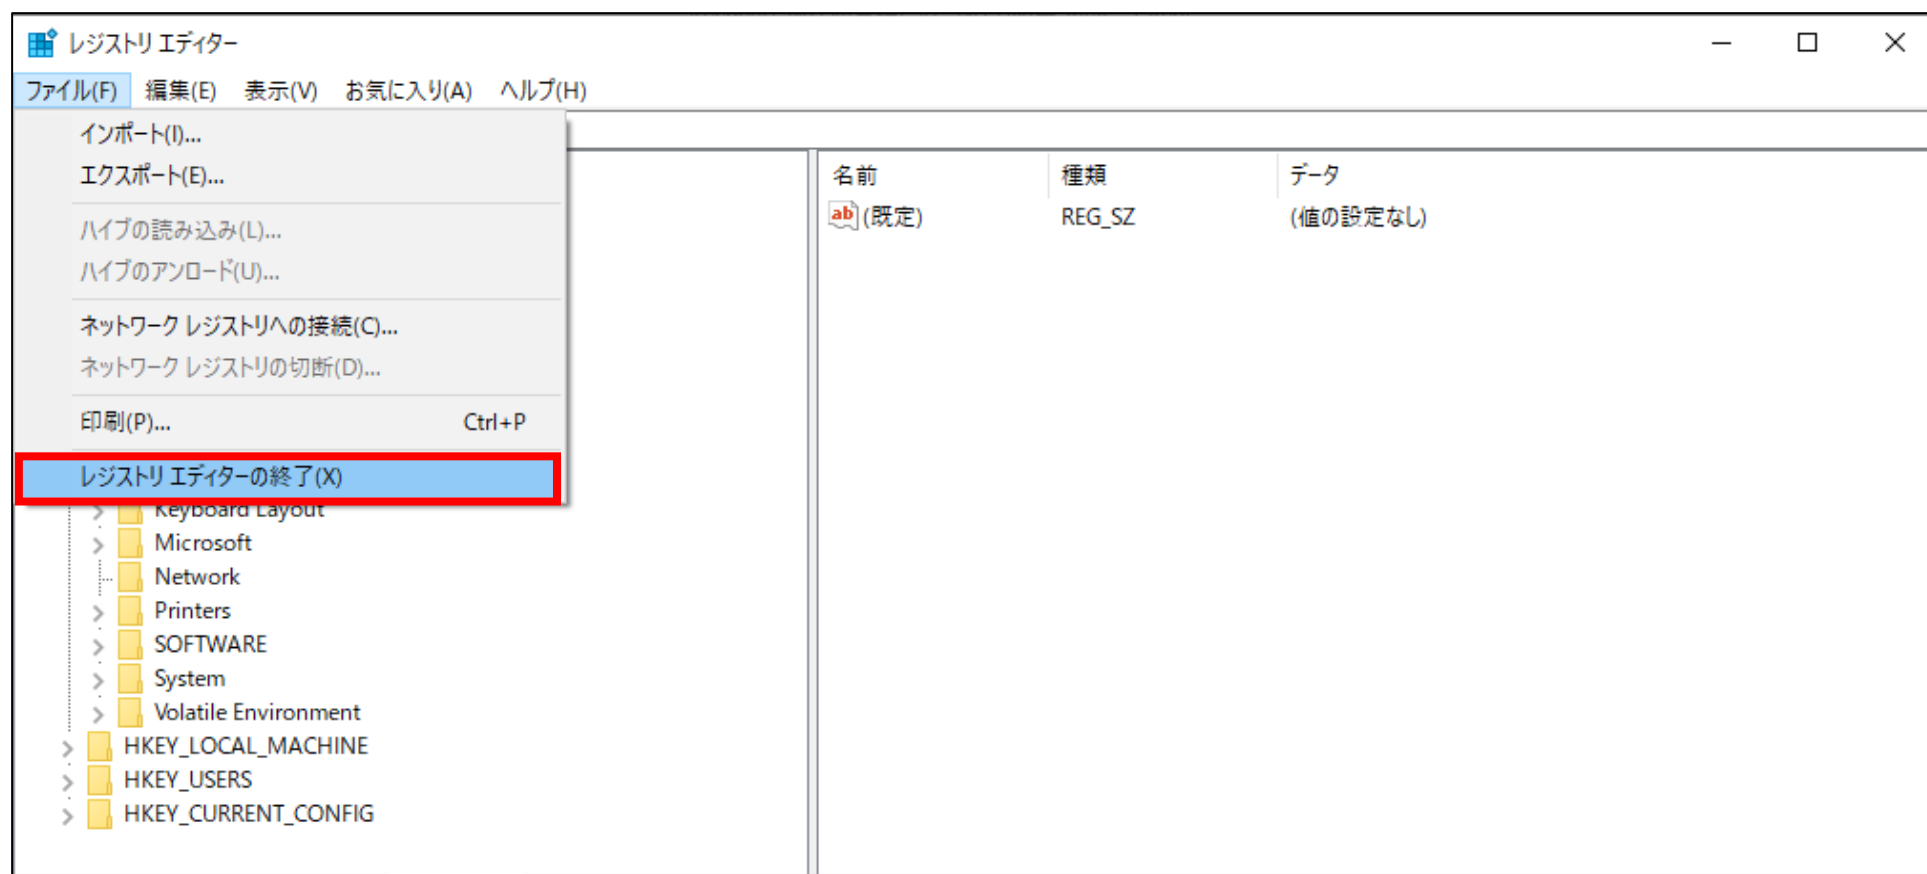 レジストリ エディター
ファイル(F) 編集(E) 表示(V) お気に入り(A) ヘルプ(H)
インポート(I)...
エクスポート(E)...
ハイブの読み込み(L)...
ハイブのアンロード(U)...
ネットワーク レジストリへの接続(C)...
ネットワーク レジストリの切断(D)...
印刷(P)... Ctrl+P
レジストリ エディターの終了(X)
Keyboard Layout
Microsoft
Network
Printers
SOFTWARE
System
Volatile Environment
HKEY_LOCAL_MACHINE
HKEY_USERS
HKEY_CURRENT_CONFIG
名前 種類 データ
ab (既定) REG_SZ (値の設定なし)